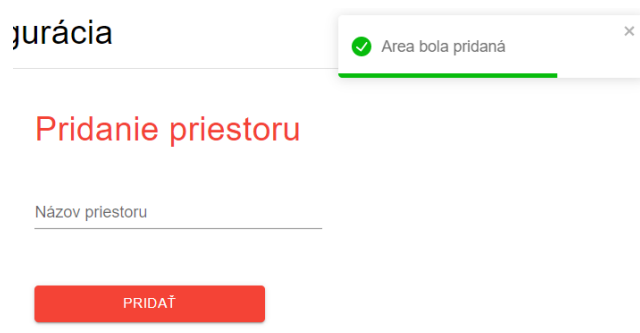 gurácia
Area bola pridaná
Pridanie priestoru
Názov priestoru
PRIDAŤ